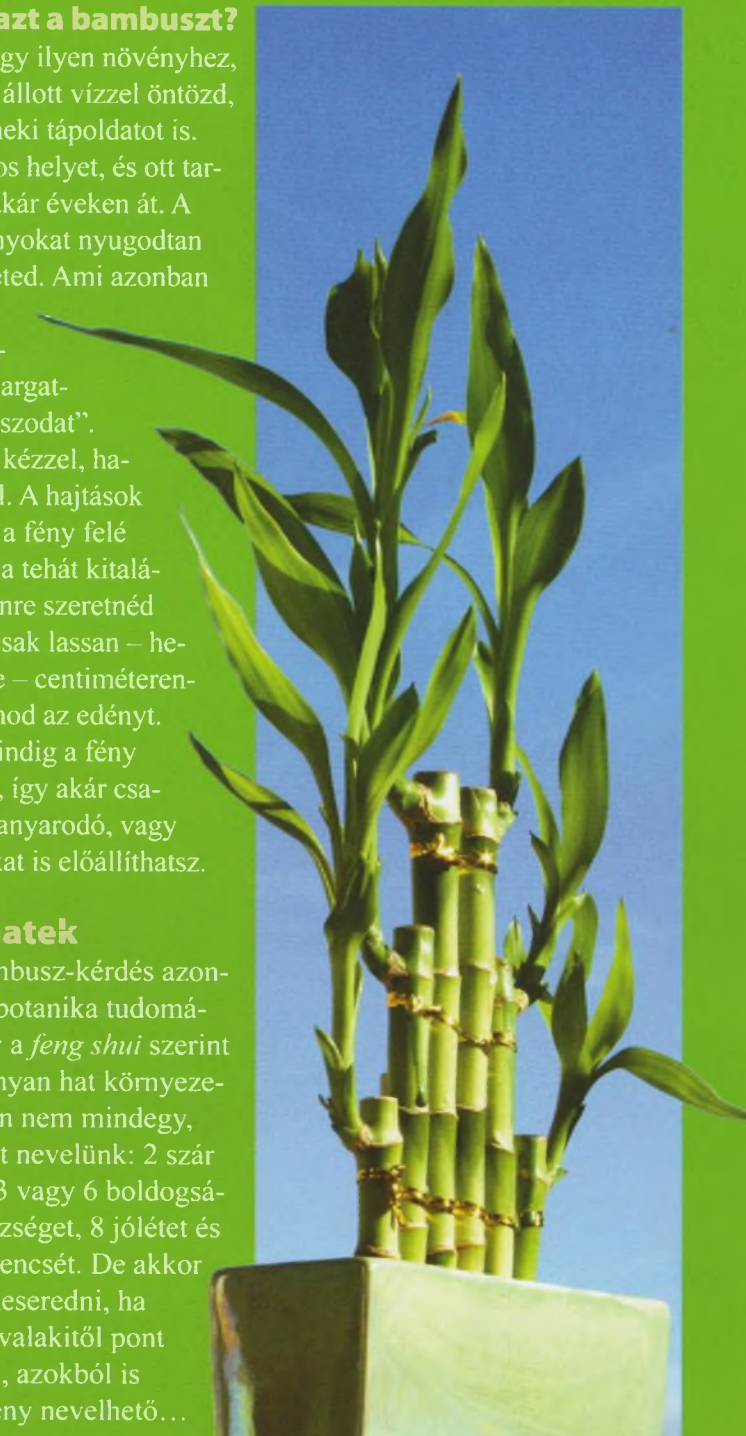 azt a bambuszt?
gy ilyen növényhez,
állott vízzel öntözd,
neki tápoldatot is.
os helyet, és ott tar-
kár éveken át. A
nyokat nyugodtan
eted. Ami azonban
-
argat-
szodat”.
kézzel, ha-
l. A hajtások
a fény felé
a tehát kitalá-
nre szeretnéd
sak lassan – he-
e – centiméteren-
nod az edényt.
indig a fény
, így akár csa-
anyarodó, vagy
kat is előállíthatsz.
atek
mbusz-kérdés azon-
botanika tudomá-
a feng shui szerint
nyan hat környeze-
n nem mindegy,
t nevelünk: 2 szár
3 vagy 6 boldogsá-
zséget, 8 jólétet és
encsét. De akkor
eseredni, ha
valakitől pont
, azokból is
ény nevelhető…